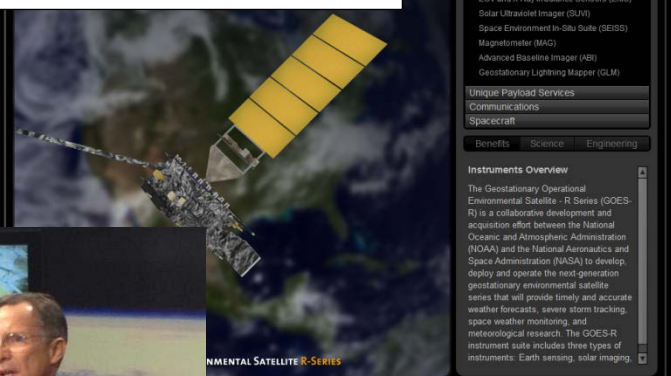 Solar Ultraviolet Imager (SUVI)
Space Environment In-Situ Suite (SEISS)
Magnetometer (MAG)
Advanced Baseline Imager (ABI)
Geostationary Lightning Mapper (GLM)
Unique Payload Services
Communications
Spacecraft
Benefits Science Engineering
Instruments Overview
The Geostationary Operational
Environmental Satellite - R Series (GOES-
R) is a collaborative development and
acquisition effort between the National
Oceanic and Atmospheric Administration
(NOAA) and the National Aeronautics and
Space Administration (NASA) to develop,
deploy and operate the next-generation
geostationary environmental satellite
series that will provide timely and accurate
weather forecasts, severe storm tracking,
space weather monitoring, and
meteorological research. The GOES-R
instrument suite includes three types of
instruments: Earth sensing, solar imaging,
NMENTAL SATELLITE R-SERIES